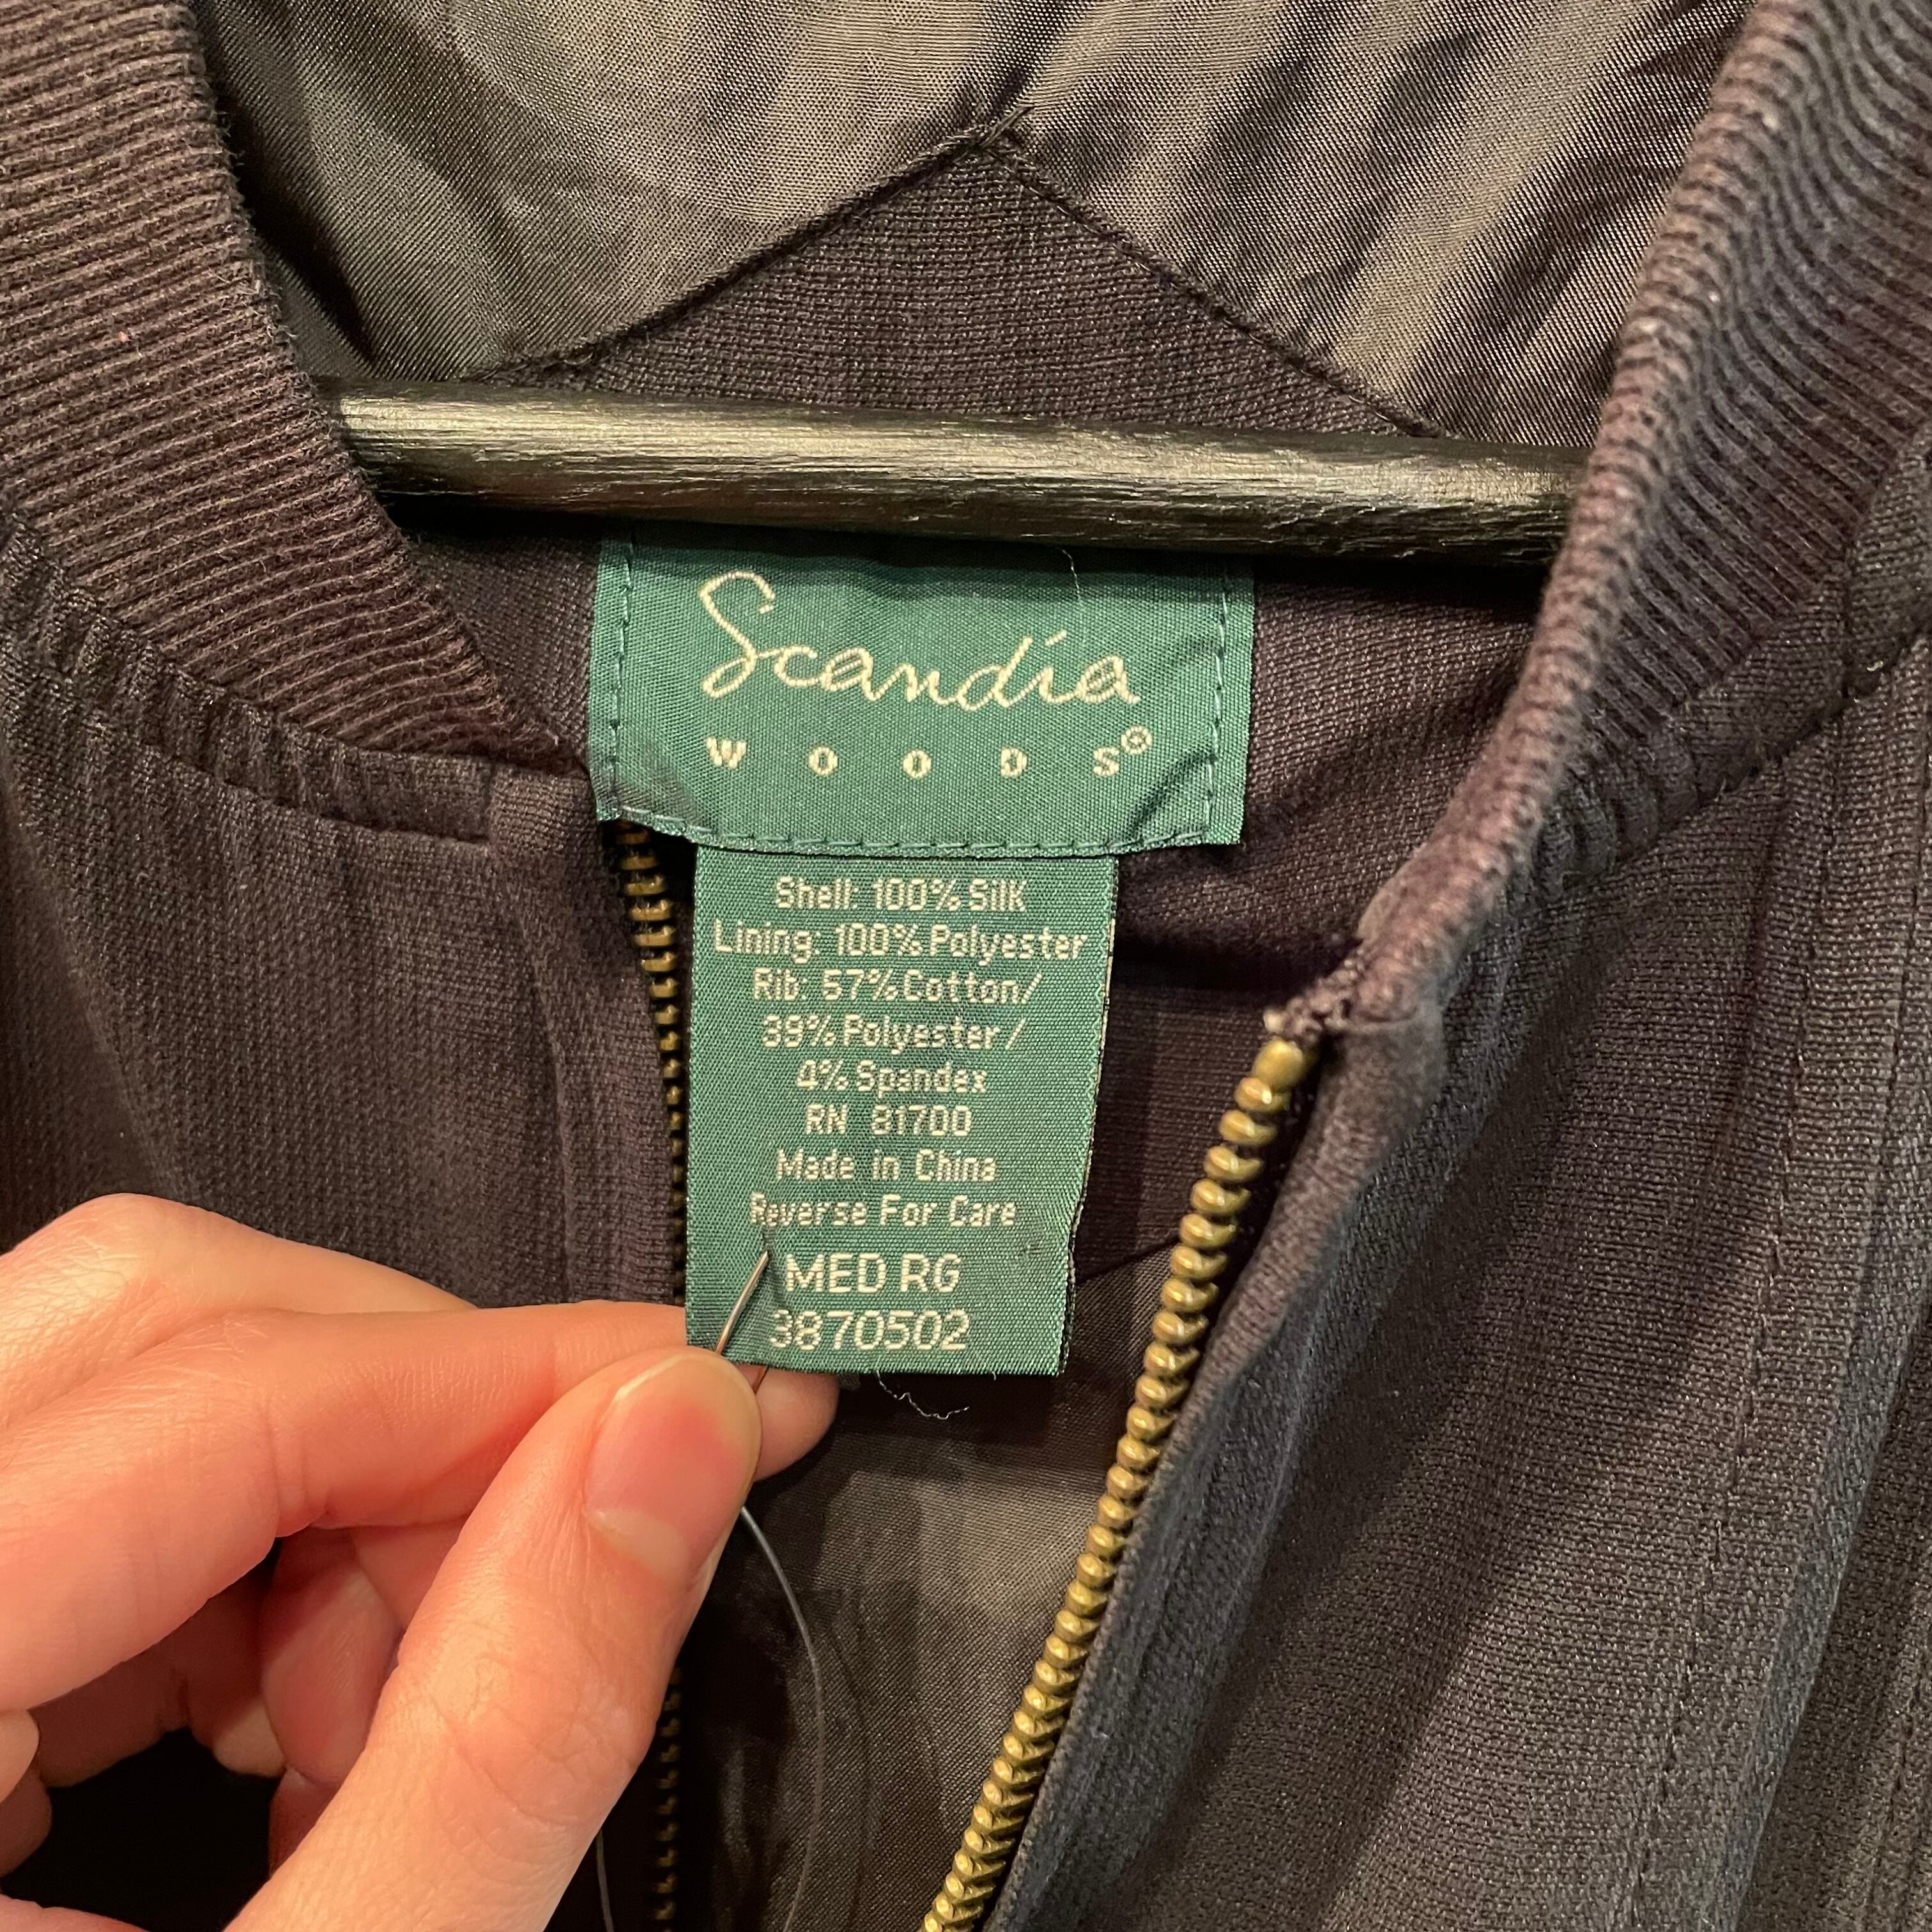 Scandia
WOODS®
Shell: 100% Silk
Lining: 100% Polyester
Rib: 57% Cotton/
39% Polyester /
4% Spandex
RN 81700
Made in China
Reverse For Care
MED RG
3870502